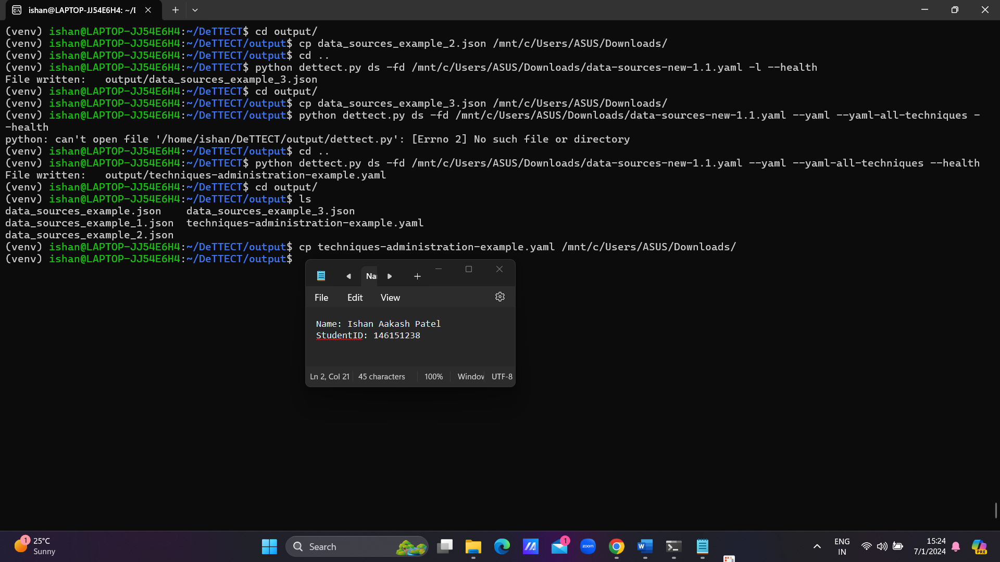 ishan@LAPTOP-JJ54E6H4: ~/
(venv) ishan@LAPTOP-JJ54E6H4:~/DeTTECT$ cd output/
(venv) ishan@LAPTOP-JJ54E6H4:~/DeTTECT/output$ cp data_sources_example_2.json /mnt/c/Users/ASUS/Downloads/
(venv) ishan@LAPTOP-JJ54E6H4:~/DeTTECT/output$ cd ..
(venv) ishan@LAPTOP-JJ54E6H4:~/DeTTECT$ python dettect.py ds -fd /mnt/c/Users/ASUS/Downloads/data-sources-new-1.1.yaml -l --health
File written:   output/data_sources_example_3.json
(venv) ishan@LAPTOP-JJ54E6H4:~/DeTTECT$ cd output/
(venv) ishan@LAPTOP-JJ54E6H4:~/DeTTECT/output$ cp data_sources_example_3.json /mnt/c/Users/ASUS/Downloads/
(venv) ishan@LAPTOP-JJ54E6H4:~/DeTTECT/output$ python dettect.py ds -fd /mnt/c/Users/ASUS/Downloads/data-sources-new-1.1.yaml --yaml --yaml-all-techniques -
-health
python: can't open file '/home/ishan/DeTTECT/output/dettect.py': [Errno 2] No such file or directory
(venv) ishan@LAPTOP-JJ54E6H4:~/DeTTECT/output$ cd ..
(venv) ishan@LAPTOP-JJ54E6H4:~/DeTTECT$ python dettect.py ds -fd /mnt/c/Users/ASUS/Downloads/data-sources-new-1.1.yaml --yaml --yaml-all-techniques --health
File written:   output/techniques-administration-example.yaml
(venv) ishan@LAPTOP-JJ54E6H4:~/DeTTECT$ cd output/
(venv) ishan@LAPTOP-JJ54E6H4:~/DeTTECT/output$ ls
data_sources_example.json    data_sources_example_3.json
data_sources_example_1.json  techniques-administration-example.yaml
data_sources_example_2.json
(venv) ishan@LAPTOP-JJ54E6H4:~/DeTTECT/output$ cp techniques-administration-example.yaml /mnt/c/Users/ASUS/Downloads/
(venv) ishan@LAPTOP-JJ54E6H4:~/DeTTECT/output$
Na
File Edit View
Name: Ishan Aakash Patel
StudentID: 146151238
Ln 2, Col 21 45 characters 100% Window UTF-8
1 25°C
Sunny
Search
1
zoom
W
PRE
ENG
IN
15:24
7/1/2024